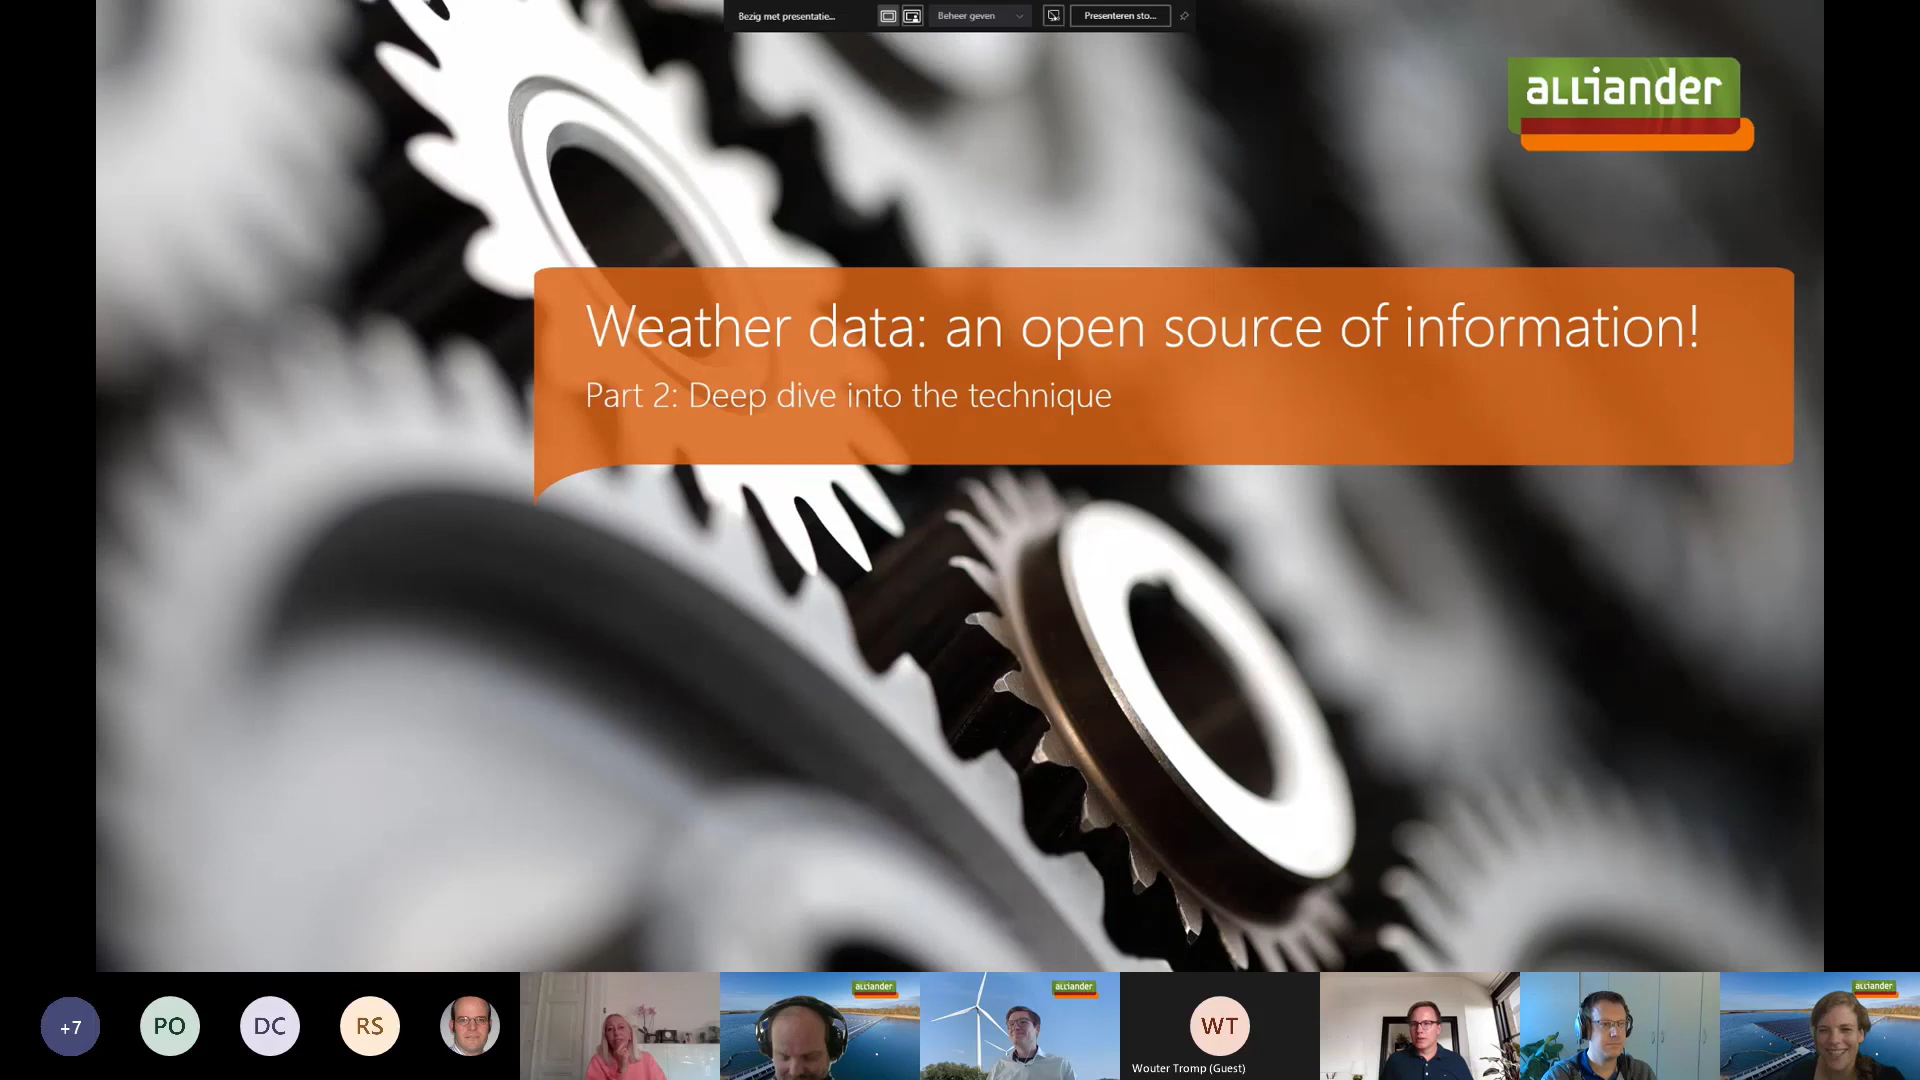 Bezig met presentatie...
Beheer geven
Presenteren sto...
alliander
Weather data: an open source of information!
Part 2: Deep dive into the technique
+7
PO
DC
RS
alliander
alliander
WT
Wouter Tromp (Guest)
alliander